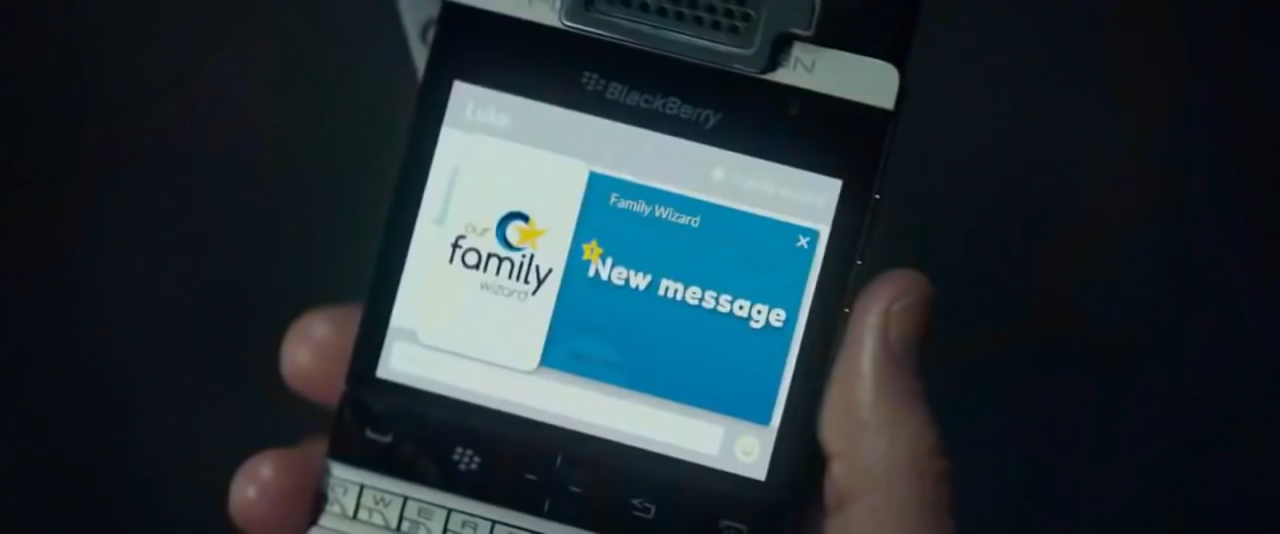 BlackBerry
Luke
Family Wizard
our
family
wizard
New message
W
E